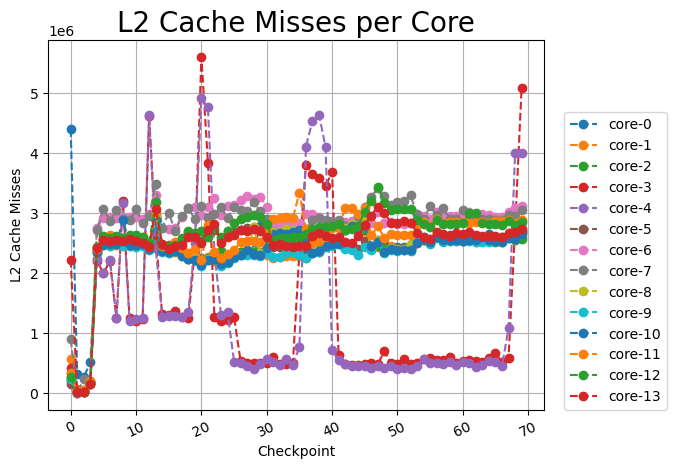 L2 Cache Misses per Core
1e6
5
4
3
2
1
0
L2 Cache Misses
0
10
20
30
40
50
60
70
Checkpoint
core-0
core-1
core-2
core-3
core-4
core-5
core-6
core-7
core-8
core-9
core-10
core-11
core-12
core-13